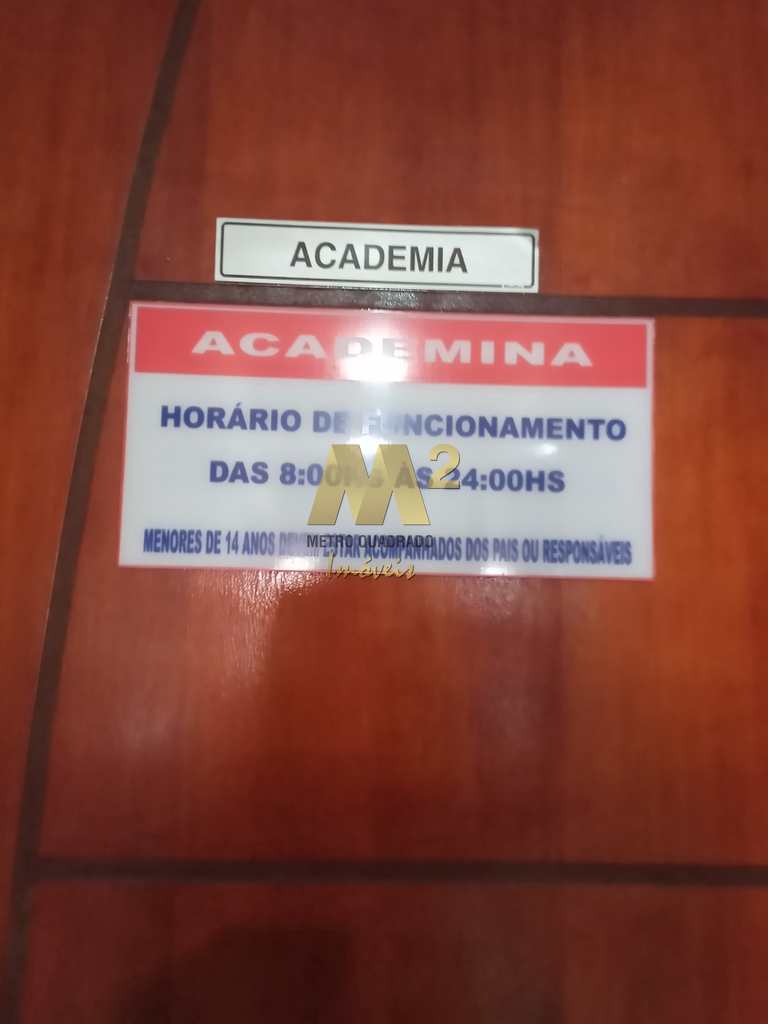 ACADEMIA
ACADEMINA
HORÁRIO DE FUNCIONAMENTO
DAS 8:00HS ÀS 24:00HS
M2
METRO QUADRADO
MENORES DE 14 ANOS DEVEM ESTAR ACOMPANHADOS DOS PAIS OU RESPONSÁVEIS
Imóveis